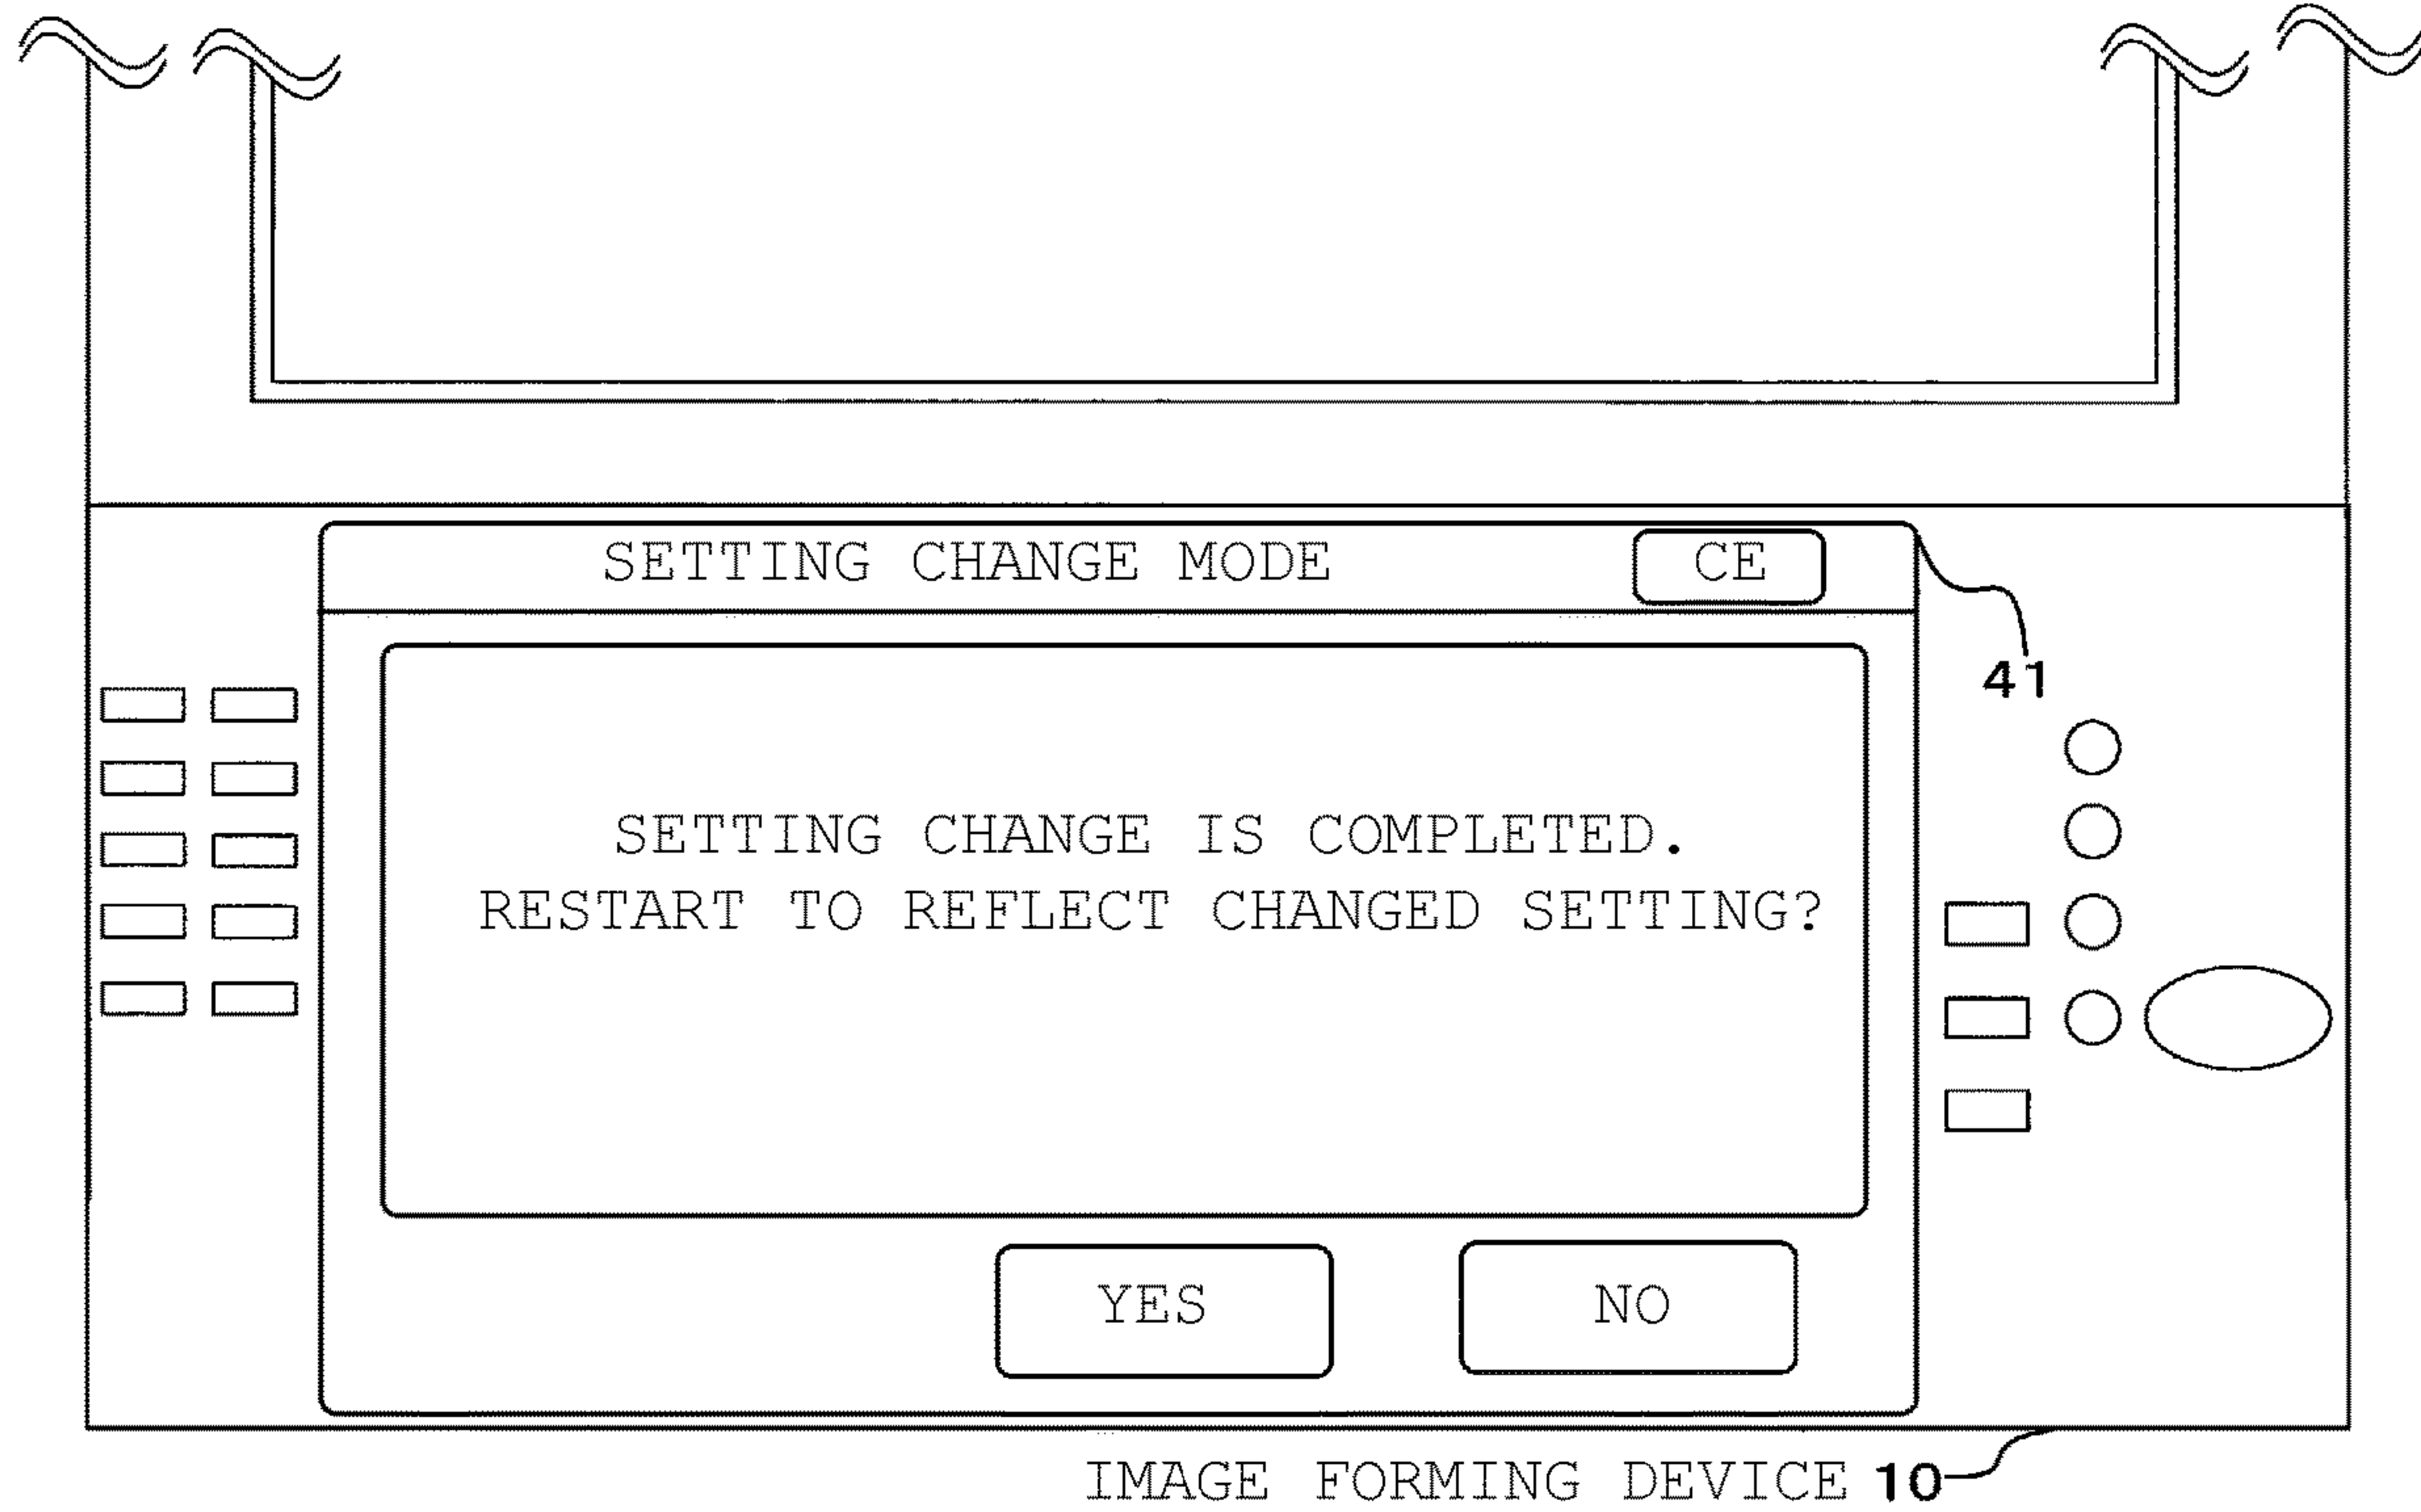 SETTING CHANGE MODE
CE
41
SETTING CHANGE IS COMPLETED.
RESTART TO REFLECT CHANGED SETTING?
YES
NO
IMAGE FORMING DEVICE 10